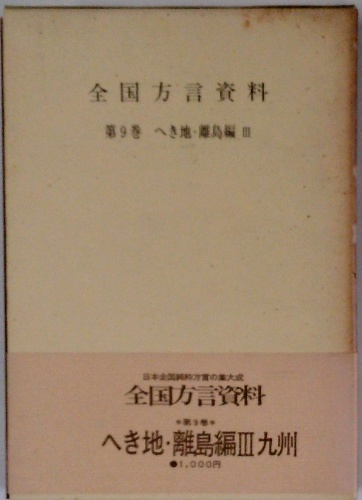 全国方言資料
第9巻 へき地・離島編 III
日本全国純粋方言の集大成
全国方言資料
●第9巻●
へき地・離島編III九州
●1,000円